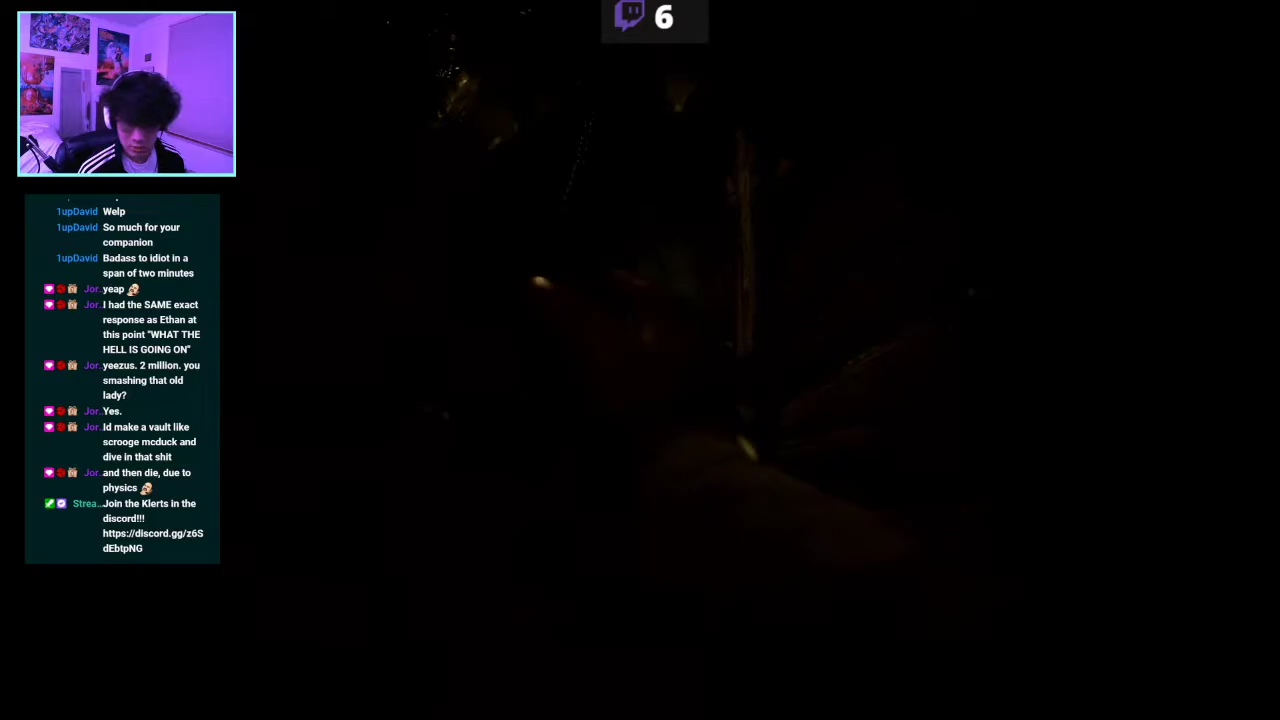 6
1upDavid Welp
1upDavid So much for your
companion
1upDavid Badass to idiot in a
span of two minutes
Jor.. yeap
Jor.. I had the SAME exact
response as Ethan at
this point "WHAT THE
HELL IS GOING ON"
Jor.. yeezus. 2 million. you
smashing that old
lady?
Jor.. Yes.
Jor.. Id make a vault like
scrooge mcduck and
dive in that shit
Jor.. and then die, due to
physics
Strea... Join the Klerts in the
discord!!!
https://discord.gg/z6S
dEbtpNG